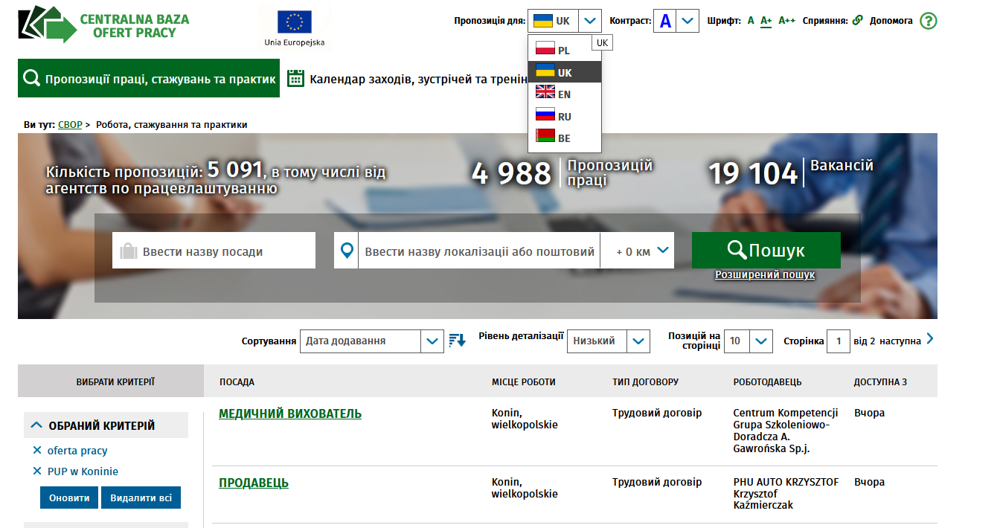 CENTRALNA BAZA
OFERT PRACY
Unia Europejska
Пропозиція для: UK
Контраст: A
Шрифт: A A+ A++
Сприяння:
Допомога ?
PL
UK
UK
EN
RU
BE
Пропозиції праці, стажувань та практик
Календар заходів, зустрічей та тренін
Ви тут: CBOP > Робота, стажування та практики
Кількість пропозицій: 5 091, в тому числі від
агентств по працевлаштуванню
4 988 Пропозицій
праці
19 104 Вакансій
Ввести назву посади
Ввести назву локалізаціі або поштовий
+ 0 км
Пошук
Розширений пошук
Сортування Дата додавання
Рівень деталізації Низький
Позицій на
сторінці 10
Сторінка 1 від 2 наступна
ВИБРАТИ КРИТЕРІЇ
ПОСАДА
МІСЦЕ РОБОТИ
ТИП ДОГОВОРУ
РОБОТОДАВЕЦЬ
ДОСТУПНА З
ОБРАНИЙ КРИТЕРІЙ
oferta pracy
PUP w Koninie
Оновити Видалити всі
МЕДИЧНИЙ ВИХОВАТЕЛЬ
Konin,
wielkopolskie
Трудовий договір
Centrum Kompetencji
Grupa Szkoleniowo-
Doradcza A.
Gawrońska Sp.j.
Вчора
ПРОДАВЕЦЬ
Konin,
wielkopolskie
Трудовий договір
PHU AUTO KRZYSZTOF
Krzysztof
Kaźmierczak
Вчора